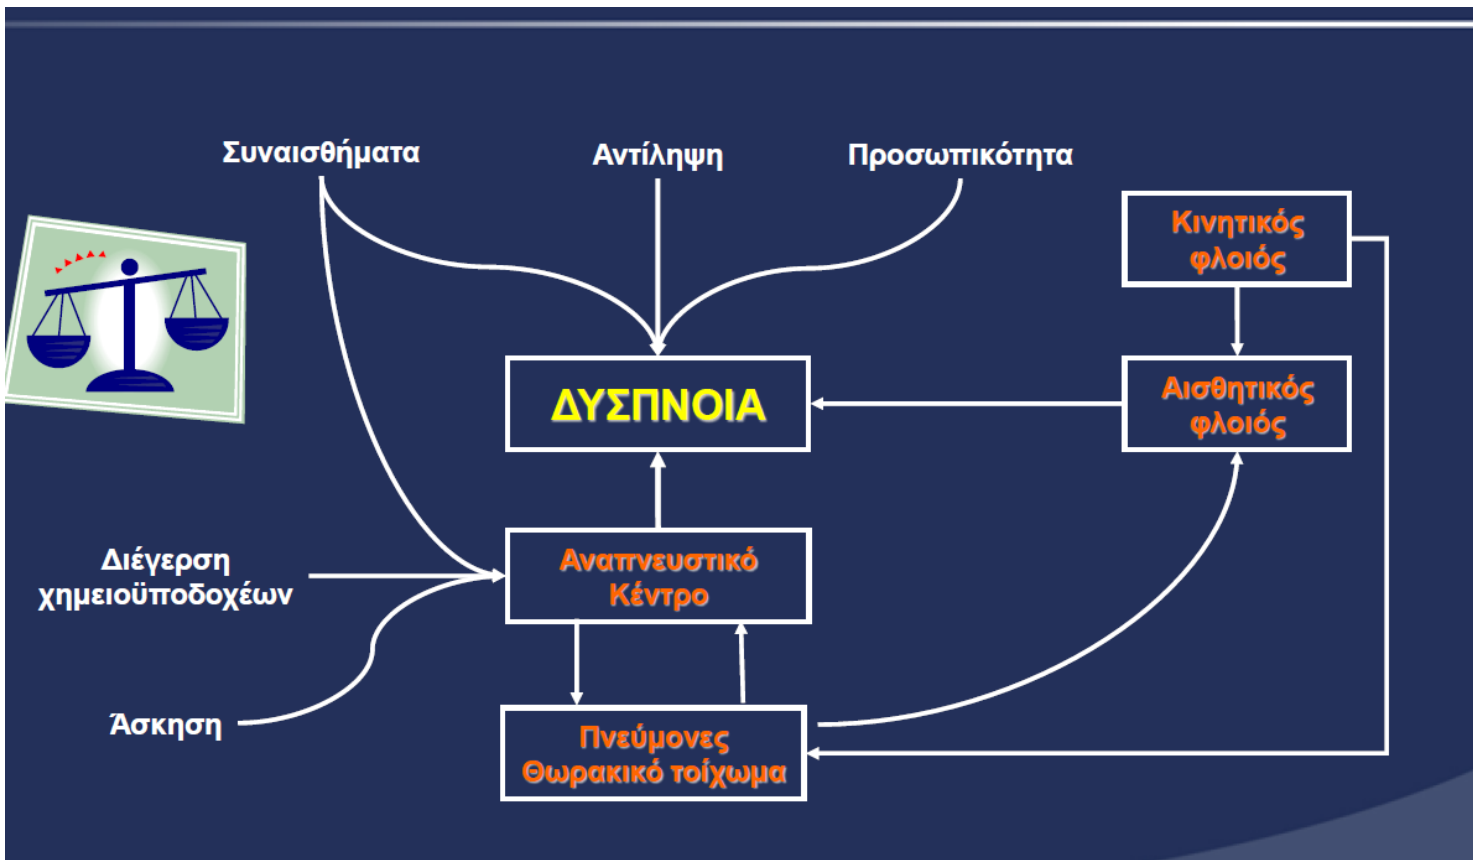 Συναισθήματα
Αντίληψη
Προσωπικότητα
Κινητικός
φλοιός
ΔΥΣΠΝΟΙΑ
Αισθητικός
φλοιός
Διέγερση
χημειοϋποδοχέων
Αναπνευστικό
Κέντρο
Άσκηση
Πνεύμονες
Θωρακικό τοίχωμα